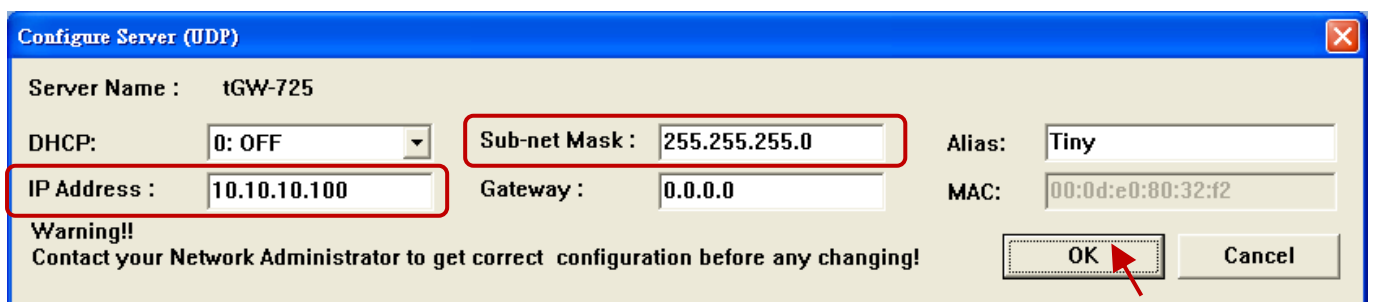 Configure Server (UDP)
Server Name : tGW-725
DHCP: 0: OFF Sub-net Mask : 255.255.255.0 Alias: Tiny
IP Address : 10.10.10.100 Gateway : 0.0.0.0 MAC: 00:0d:e0:80:32:f2
Warning!!
Contact your Network Administrator to get correct configuration before any changing!
OK Cancel